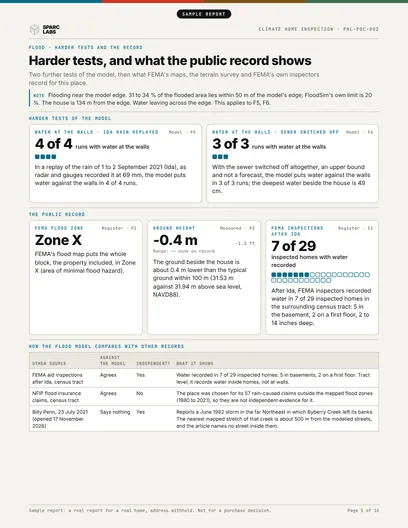 SAMPLE REPORT
SPARC
LABS
CLIMATE HOME INSPECTION · PHL-POC-002
FLOOD · HARDER TESTS AND THE RECORD
Harder tests, and what the public record shows
Two further tests of the model, then what FEMA's maps, the terrain survey and FEMA's own inspectors
record for this place.
NOTE Flooding near the model edge. 31 to 34 % of the flooded area lies within 50 m of the model's edge; FloodSim's own limit is 20
%. The house is 134 m from the edge. Water leaving across the edge. This applies to F5, F6.
HARDER TESTS OF THE MODEL
WATER AT THE WALLS · IDA RAIN REPLAYED Model · F5
4 of 4 runs with water at the walls
In a replay of the rain of 1 to 2 September 2021 (Ida), as
radar and gauges recorded it at 69 mm, the model puts
water against the walls in 4 of 4 runs.
WATER AT THE WALLS · SEWER SWITCHED OFF Model · F6
3 of 3 runs with water at the walls
With the sewer switched off altogether, an upper bound
and not a forecast, the model puts water against the walls
in 3 of 3 runs; the deepest water beside the house is 49
cm.
THE PUBLIC RECORD
FEMA FLOOD ZONE Register · P1
Zone X
FEMA's flood map puts the whole
block, the property included, in Zone
X (area of minimal flood hazard).
GROUND HEIGHT Measured · P2
-0.4 m -1.3 ft
Range: — none on record
The ground beside the house is
about 0.4 m lower than the typical
ground within 100 m (31.53 m
against 31.94 m above sea level,
NAVD88).
FEMA INSPECTIONS Register · I1
AFTER IDA
7 of 29
inspected homes with water
recorded
After Ida, FEMA inspectors recorded
water in 7 of 29 inspected homes in
the surrounding census tract: 5 in
the basement, 2 on a first floor, 2 to
14 inches deep.
HOW THE FLOOD MODEL COMPARES WITH OTHER RECORDS
OTHER SOURCE AGAINST THE MODEL INDEPENDENT? WHAT IT SHOWS
FEMA aid inspections after Ida, census tract Agrees Yes Water recorded in 7 of 29 inspected homes: 5 in basements, 2 on a first floor. Tract level; it records water inside homes, not at walls.
NFIP flood insurance claims, census tract Agrees No The place was chosen for its 57 rain-caused claims outside the mapped flood zones (1980 to 2021), so they are not independent evidence for it.
Billy Penn, 23 July 2021 (opened 17 November 2026) Says nothing Yes Reports a June 1982 storm in the far Northeast in which Byberry Creek left its banks. The nearest mapped stretch of that creek is about 500 m from the modelled streets, and the article names no street inside them.
Sample report: a real report for a real home, address withheld. Not for a purchase decision. Page 5 of 16